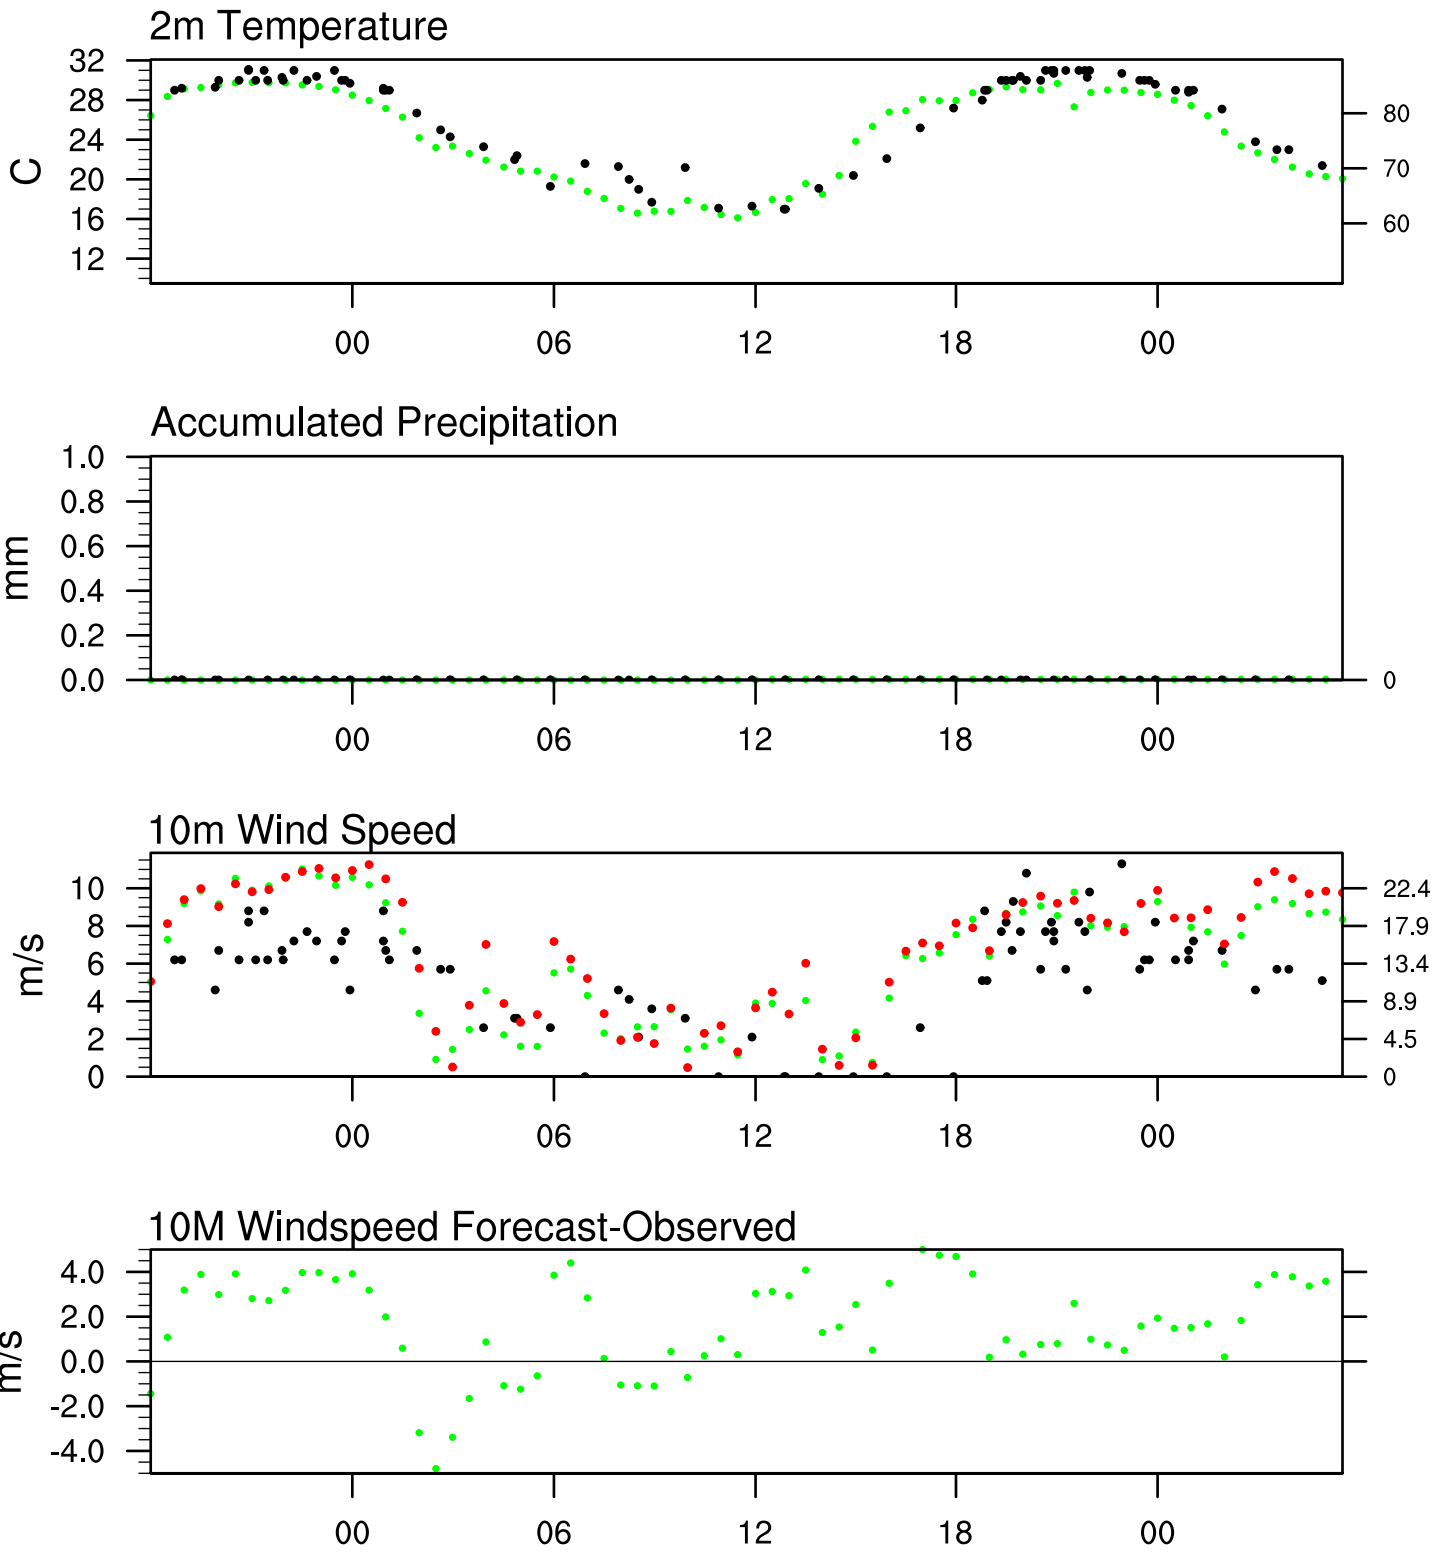 2m Temperature
32
28
24
20
16
12
C
80
70
60
00 06 12 18 00
Accumulated Precipitation
1.0
0.8
0.6
0.4
0.2
0.0
mm
0
00 06 12 18 00
10m Wind Speed
10
8
6
4
2
0
m/s
22.4
17.9
13.4
8.9
4.5
0
00 06 12 18 00
10M Windspeed Forecast-Observed
4.0
2.0
0.0
-2.0
-4.0
m/s
00 06 12 18 00